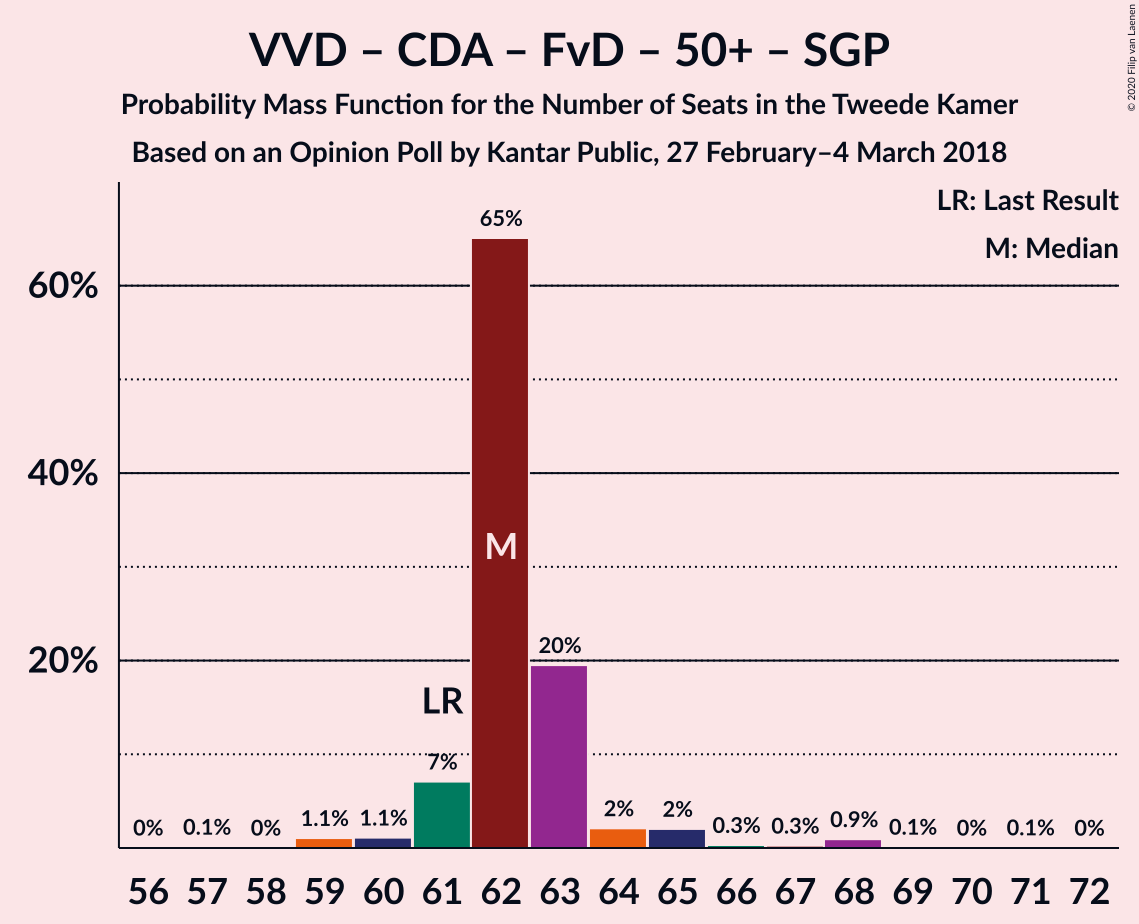 VVD – CDA – FvD – 50+ – SGP
Probability Mass Function for the Number of Seats in the Tweede Kamer
Based on an Opinion Poll by Kantar Public, 27 February–4 March 2018
© 2020 Filip van Laenen
LR: Last Result
M: Median
60%
40%
20%
0% 0.1% 0% 1.1% 1.1% 7% 65% 20% 2% 2% 0.3% 0.3% 0.9% 0.1% 0% 0.1% 0%
LR
M
56 57 58 59 60 61 62 63 64 65 66 67 68 69 70 71 72